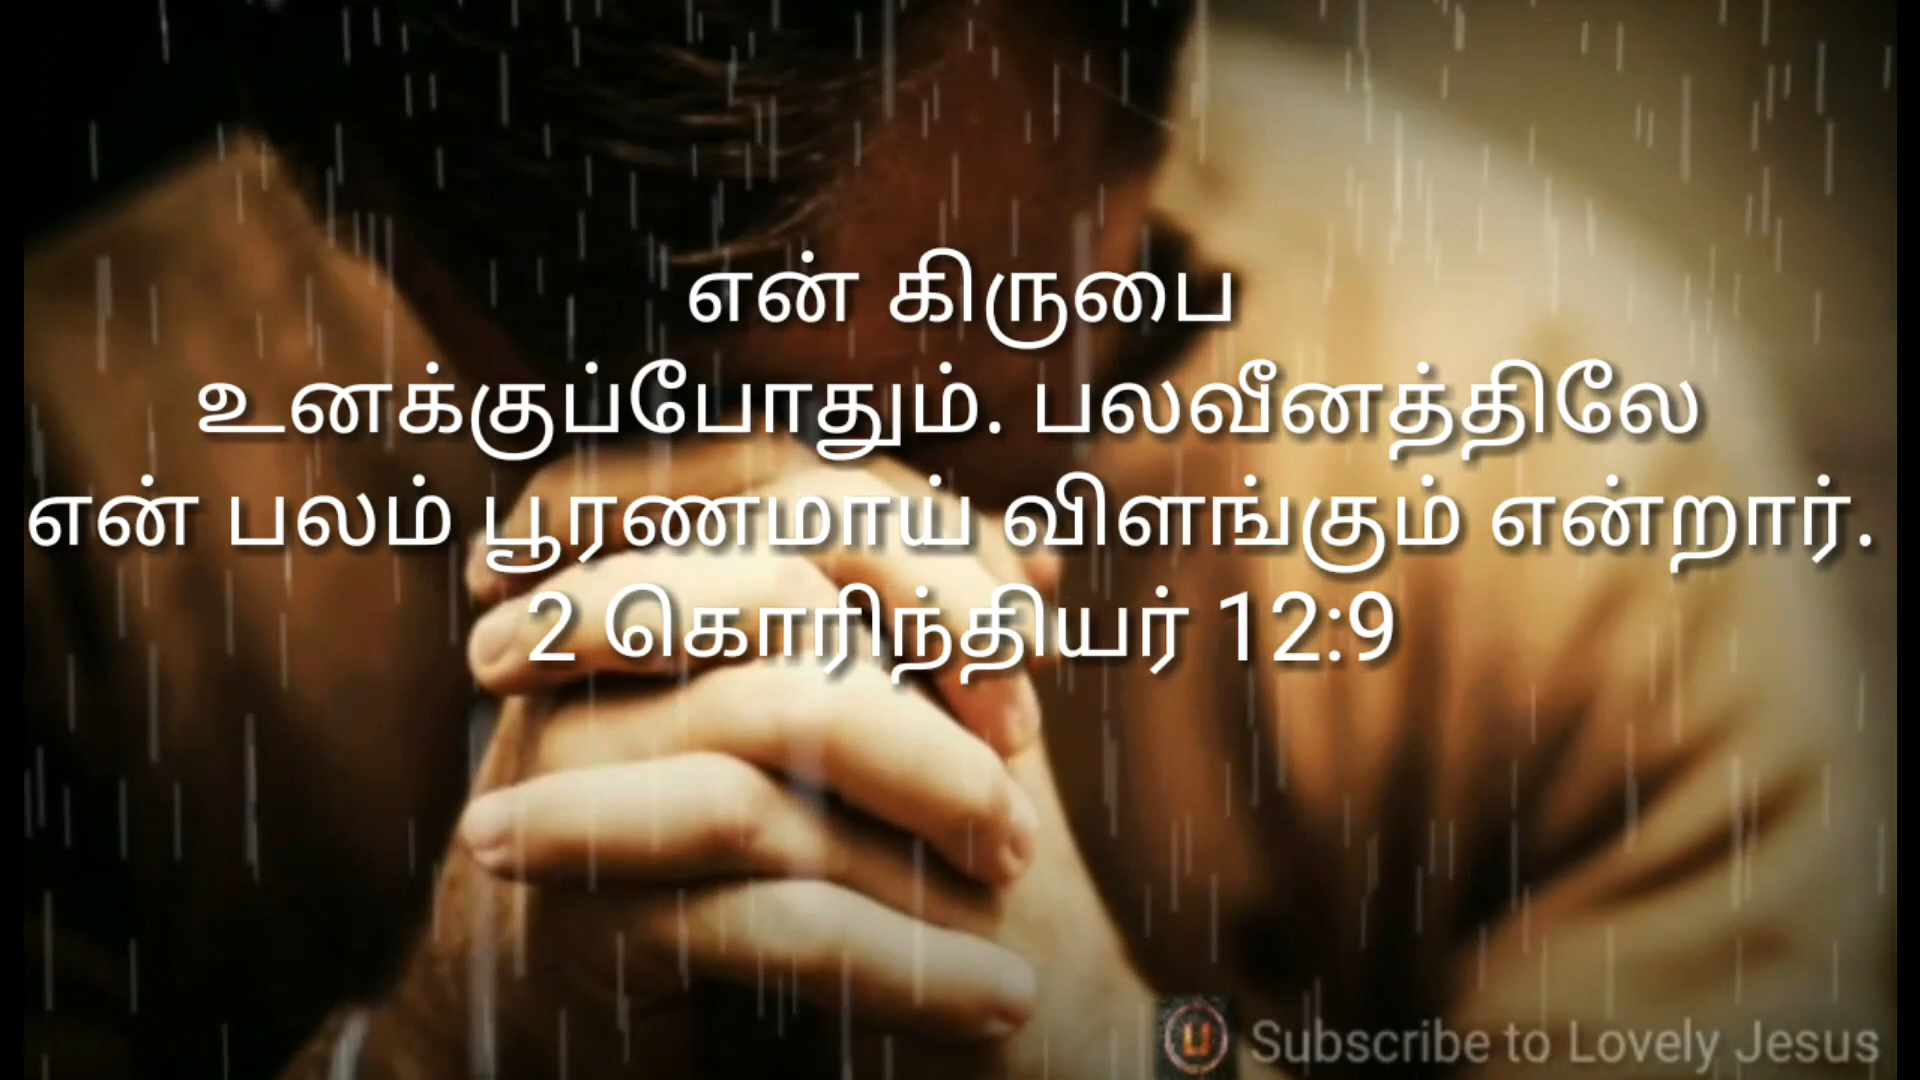 என் கிருபை
உனக்குப்போதும். பலவீனத்திலே
என் பலம் பூரணமாய் விளங்கும் என்றார்.
2 கொரிந்தியர் 12:9
Subscribe to Lovely Jesus